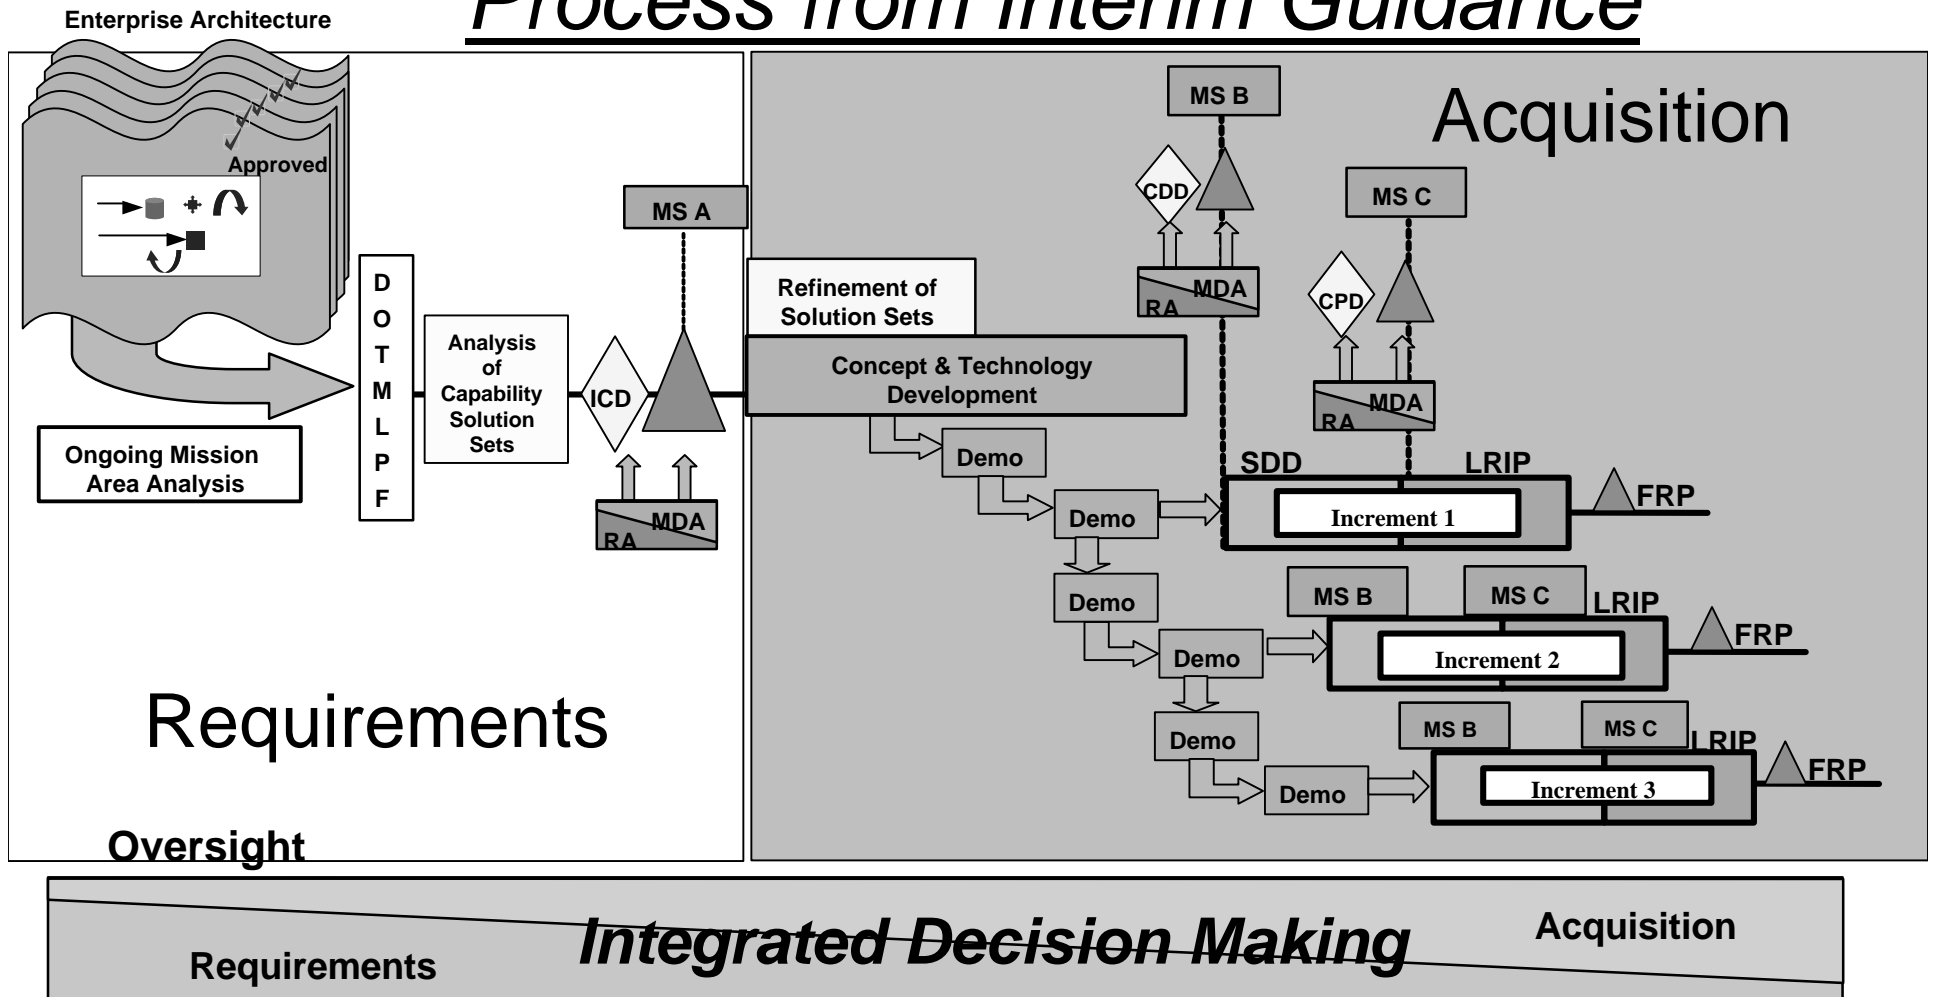 Process from Interim Guidance
Enterprise Architecture
Approved
MS A
MS B
Acquisition
CDD
MS C
MDA
RA
CPD
MDA
RA
D
O
T
M
L
P
F
Analysis
of
Capability
Solution
Sets
ICD
MDA
RA
Refinement of
Solution Sets
Concept & Technology
Development
Ongoing Mission
Area Analysis
Demo
Demo
SDD
LRIP
Increment 1
FRP
Demo
MS B
MS C
LRIP
Demo
Increment 2
FRP
Requirements
Demo
MS B
MS C
LRIP
Demo
Increment 3
FRP
Oversight
Requirements
Integrated Decision Making
Acquisition